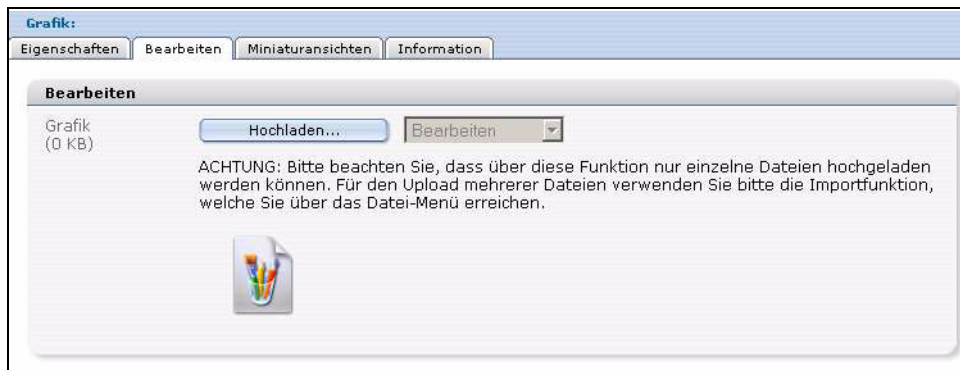 Grafik:
Eigenschaften Bearbeiten Miniaturansichten Information
Bearbeiten
Grafik
(0 KB)
Hochladen... Bearbeiten
ACHTUNG: Bitte beachten Sie, dass über diese Funktion nur einzelne Dateien hochgeladen
werden können. Für den Upload mehrerer Dateien verwenden Sie bitte die Importfunktion,
welche Sie über das Datei-Menü erreichen.